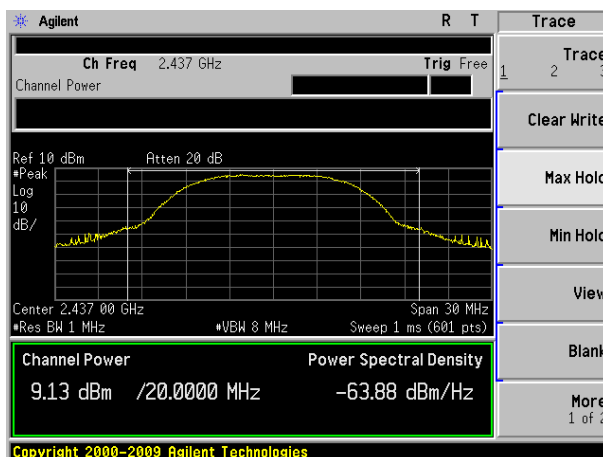 Agilent R T Trace
Ch Freq 2.437 GHz Trig Free
Channel Power
Trace
1 2 3
Clear Write
Max Hold
Min Hold
View
Blank
More
1 of 2
Ref 10 dBm Atten 20 dB
#Peak
Log
10
dB/
Center 2.437 00 GHz Span 30 MHz
#Res BW 1 MHz #VBW 8 MHz Sweep 1 ms (601 pts)
Channel Power Power Spectral Density
9.13 dBm /20.0000 MHz -63.88 dBm/Hz
Copyright 2000-2009 Agilent Technologies